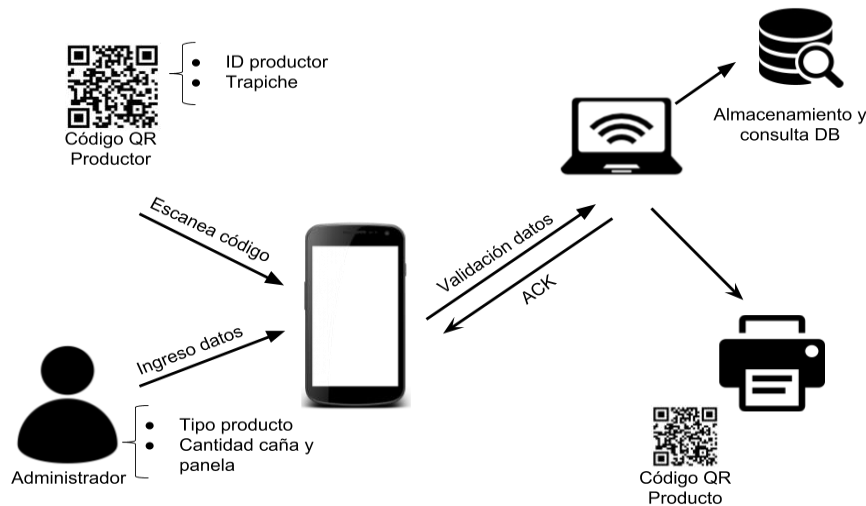 ID productor
Trapiche
Código QR
Productor
Almacenamiento y
consulta DB
Escanea código
Validación datos
ACK
Ingreso datos
Tipo producto
Cantidad caña y
panela
Administrador
Código QR
Producto